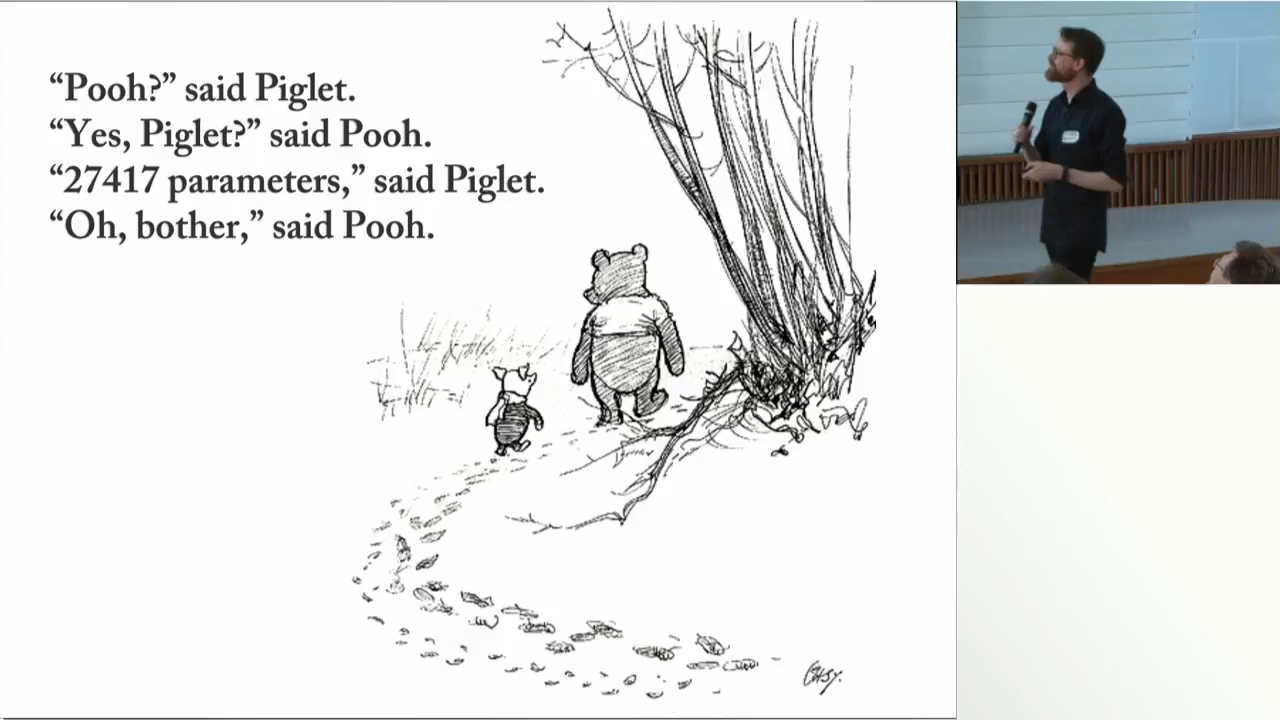 “Pooh?” said Piglet.
“Yes, Piglet?” said Pooh.
“27417 parameters,” said Piglet.
“Oh, bother,” said Pooh.